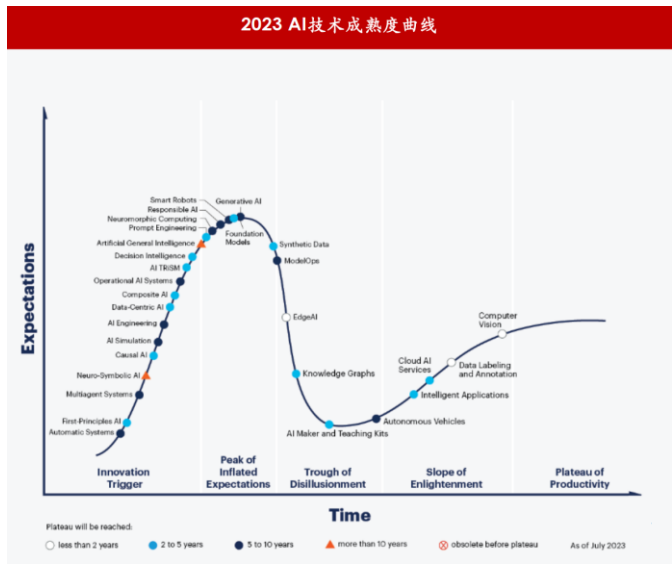 2023 AI技术成熟度曲线
Expectations
Smart Robots
Responsible AI
Neuromorphic Computing
Prompt Engineering
Artificial General Intelligence
Decision Intelligence
AI TRiSM
Operational AI Systems
Composite AI
Data-Centric AI
AI Engineering
AI Simulation
Causal AI
Neuro-Symbolic AI
Multiagent Systems
First-Principles AI
Automatic Systems
Generative AI
Foundation
Models
Synthetic Data
ModelOps
EdgeAI
Knowledge Graphs
AI Maker and Teaching Kits
Autonomous Vehicles
Cloud AI
Services
Intelligent Applications
Data Labeling
and Annotation
Computer
Vision
Innovation
Trigger
Peak of
Inflated
Expectations
Trough of
Disillusionment
Slope of
Enlightenment
Plateau of
Productivity
Time
Plateau will be reached:
less than 2 years
2 to 5 years
5 to 10 years
more than 10 years
obsolete before plateau
As of July 2023